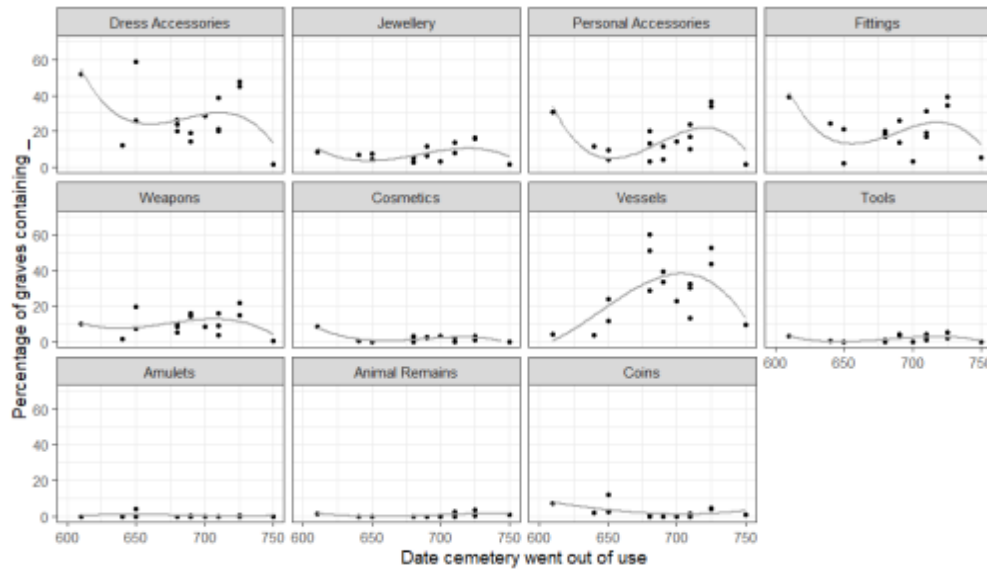 Dress Accessories Jewellery Personal Accessories Fittings
60
40
20
0
Weapons Cosmetics Vessels Tools
60
40
20
0
600 650 700 750
Amulets Animal Remains Coins
60
40
20
0
600 650 700 750 600 650 700 750 600 650 700 750
Percentage of graves containing _
Date cemetery went out of use